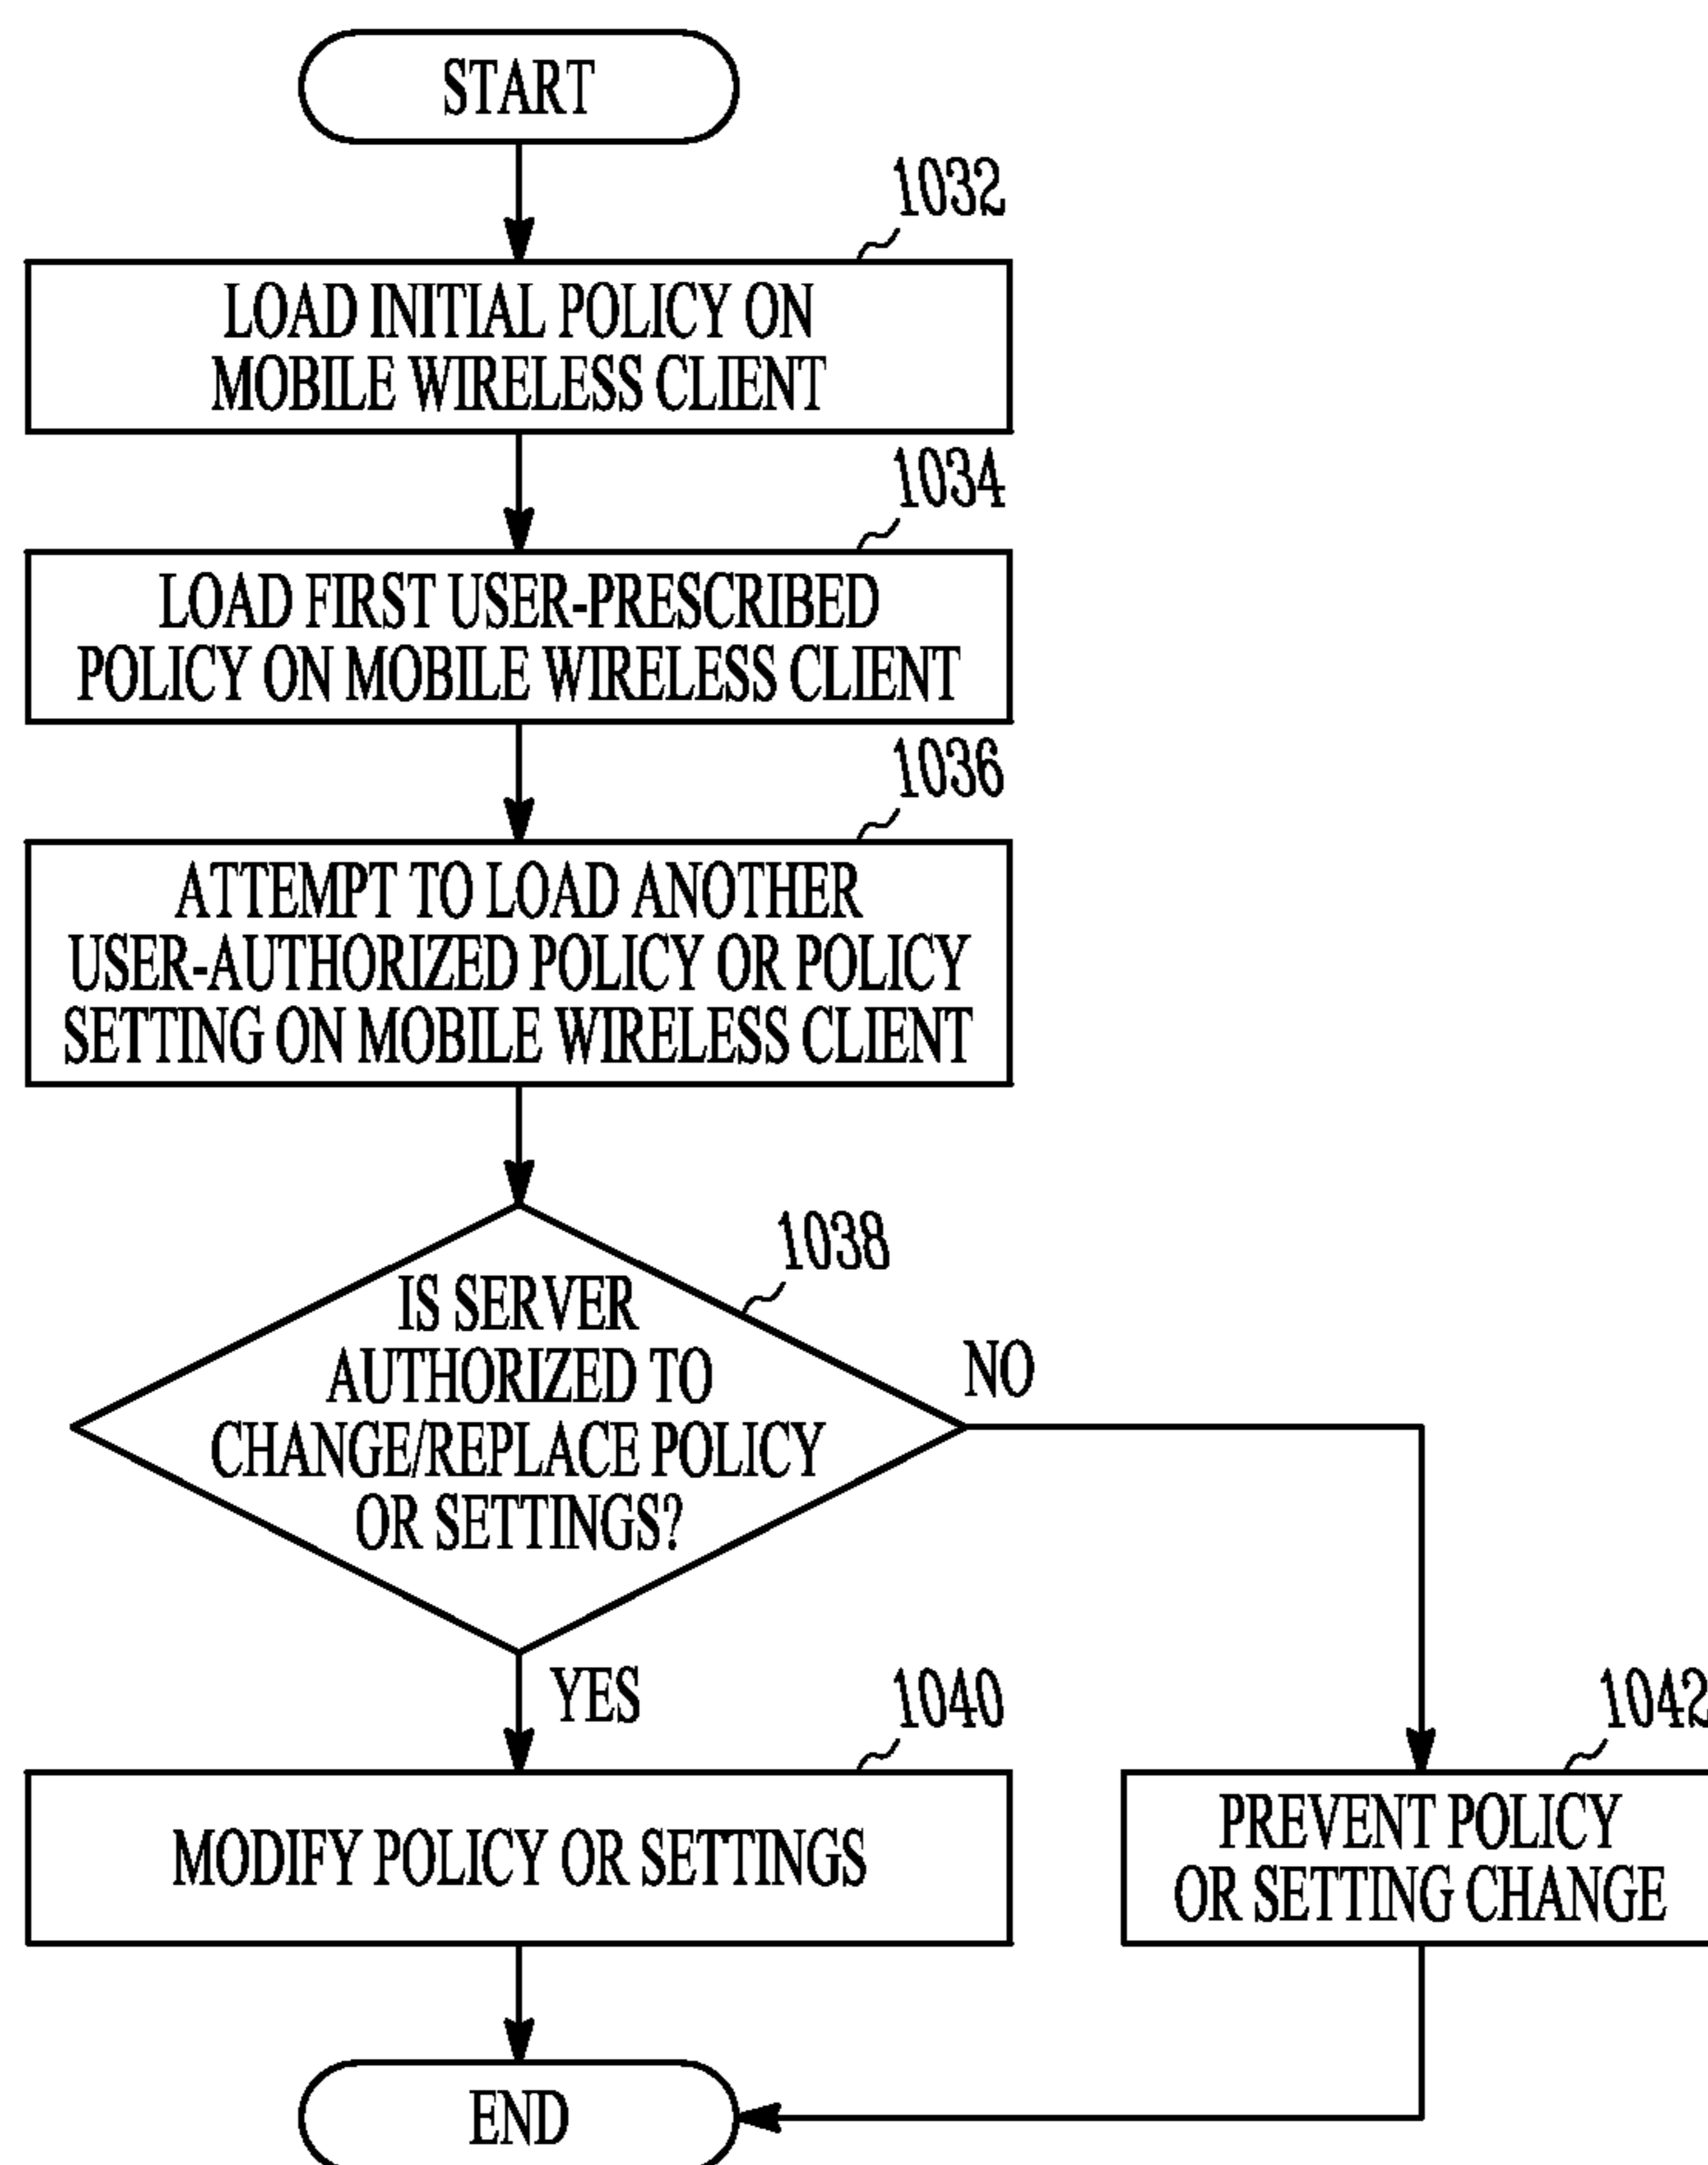 START
1032
LOAD INITIAL POLICY ON
MOBILE WIRELESS CLIENT
1034
LOAD FIRST USER-PRESCRIBED
POLICY ON MOBILE WIRELESS CLIENT
1036
ATTEMPT TO LOAD ANOTHER
USER-AUTHORIZED POLICY OR POLICY
SETTING ON MOBILE WIRELESS CLIENT
1038
IS SERVER
AUTHORIZED TO
CHANGE/REPLACE POLICY
OR SETTINGS?
NO
YES
1040
MODIFY POLICY OR SETTINGS
1042
PREVENT POLICY
OR SETTING CHANGE
END